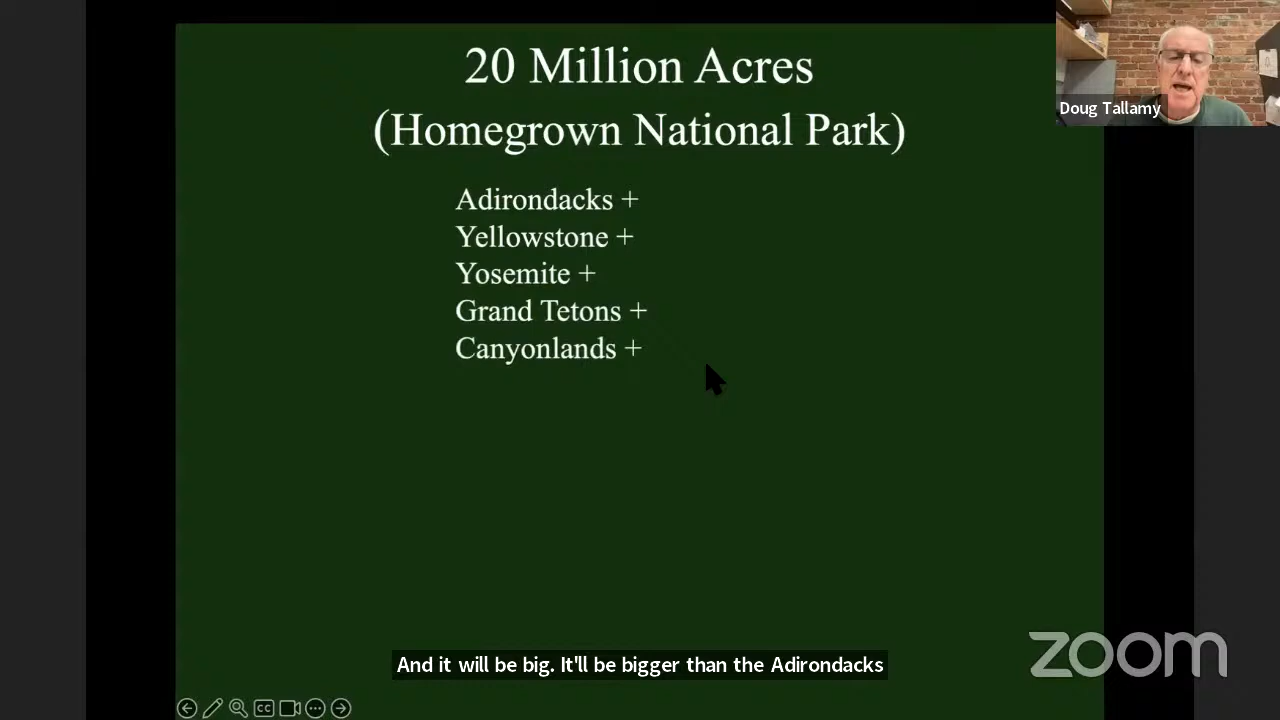 20 Million Acres
(Homegrown National Park)
Adirondacks +
Yellowstone +
Yosemite +
Grand Tetons +
Canyonlands +
Doug Tallamy
And it will be big. It'll be bigger than the Adirondacks
CC
zoom